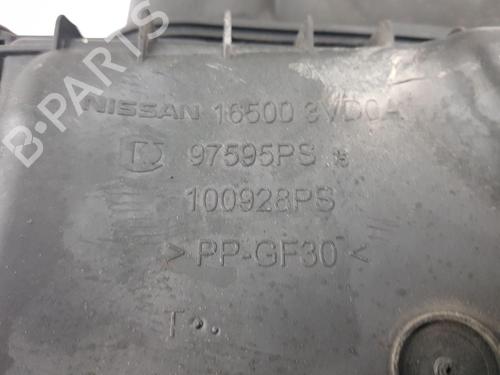 NISSAN 16500 3VD0A
97595PS
100928PS
> PP-GF30 <
T
B-PARTS